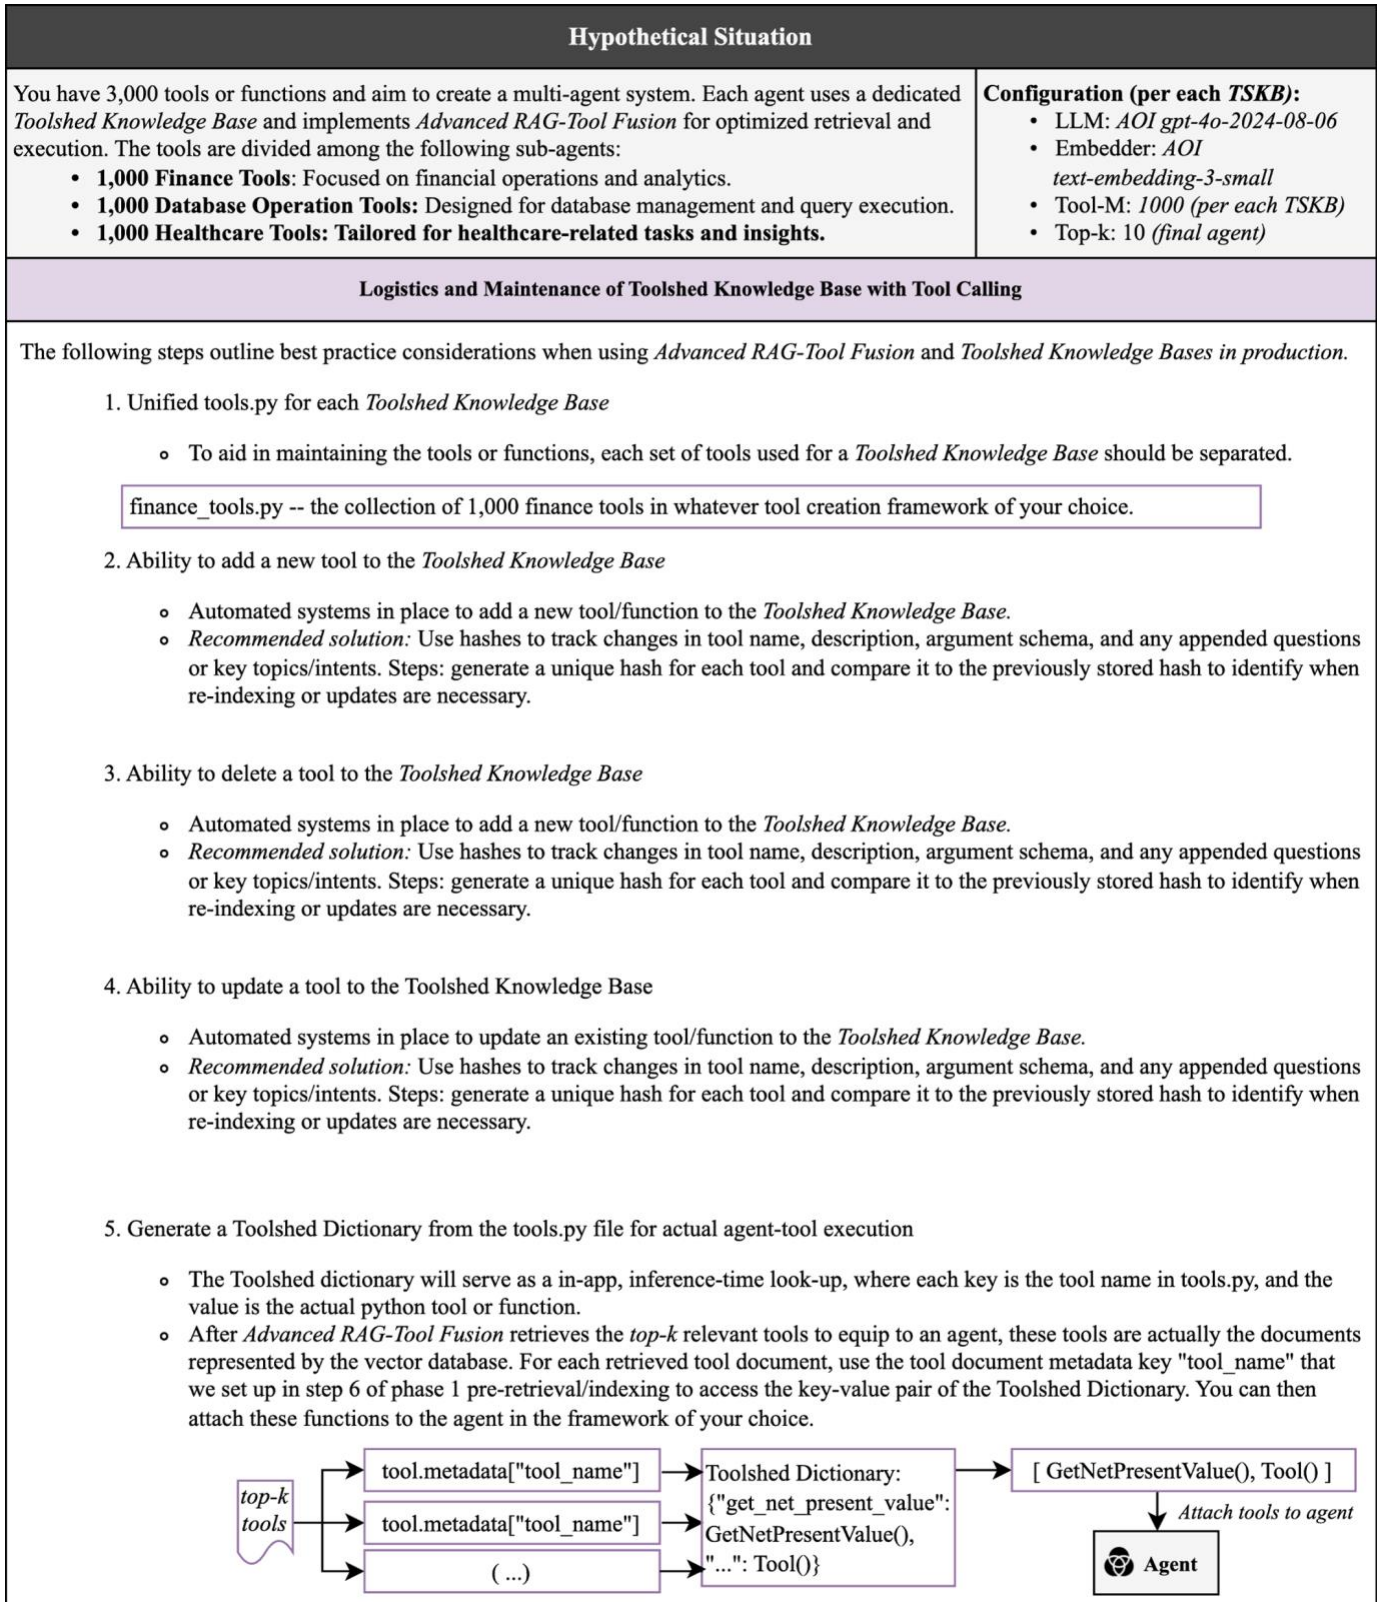 Hypothetical Situation
You have 3,000 tools or functions and aim to create a multi-agent system. Each agent uses a dedicated
Toolshed Knowledge Base and implements Advanced RAG-Tool Fusion for optimized retrieval and
execution. The tools are divided among the following sub-agents:
• 1,000 Finance Tools: Focused on financial operations and analytics.
• 1,000 Database Operation Tools: Designed for database management and query execution.
• 1,000 Healthcare Tools: Tailored for healthcare-related tasks and insights.
Configuration (per each TSKB):
• LLM: AOI gpt-4o-2024-08-06
• Embedder: AOI
text-embedding-3-small
• Tool-M: 1000 (per each TSKB)
• Top-k: 10 (final agent)
Logistics and Maintenance of Toolshed Knowledge Base with Tool Calling
The following steps outline best practice considerations when using Advanced RAG-Tool Fusion and Toolshed Knowledge Bases in production.
1. Unified tools.py for each Toolshed Knowledge Base
∘ To aid in maintaining the tools or functions, each set of tools used for a Toolshed Knowledge Base should be separated.
finance_tools.py -- the collection of 1,000 finance tools in whatever tool creation framework of your choice.
2. Ability to add a new tool to the Toolshed Knowledge Base
∘ Automated systems in place to add a new tool/function to the Toolshed Knowledge Base.
∘ Recommended solution: Use hashes to track changes in tool name, description, argument schema, and any appended questions
or key topics/intents. Steps: generate a unique hash for each tool and compare it to the previously stored hash to identify when
re-indexing or updates are necessary.
3. Ability to delete a tool to the Toolshed Knowledge Base
∘ Automated systems in place to add a new tool/function to the Toolshed Knowledge Base.
∘ Recommended solution: Use hashes to track changes in tool name, description, argument schema, and any appended questions
or key topics/intents. Steps: generate a unique hash for each tool and compare it to the previously stored hash to identify when
re-indexing or updates are necessary.
4. Ability to update a tool to the Toolshed Knowledge Base
∘ Automated systems in place to update an existing tool/function to the Toolshed Knowledge Base.
∘ Recommended solution: Use hashes to track changes in tool name, description, argument schema, and any appended questions
or key topics/intents. Steps: generate a unique hash for each tool and compare it to the previously stored hash to identify when
re-indexing or updates are necessary.
5. Generate a Toolshed Dictionary from the tools.py file for actual agent-tool execution
∘ The Toolshed dictionary will serve as a in-app, inference-time look-up, where each key is the tool name in tools.py, and the
value is the actual python tool or function.
∘ After Advanced RAG-Tool Fusion retrieves the top-k relevant tools to equip to an agent, these tools are actually the documents
represented by the vector database. For each retrieved tool document, use the tool document metadata key "tool_name" that
we set up in step 6 of phase 1 pre-retrieval/indexing to access the key-value pair of the Toolshed Dictionary. You can then
attach these functions to the agent in the framework of your choice.
top-k
tools
tool.metadata["tool_name"]
tool.metadata["tool_name"]
( ...)
Toolshed Dictionary:
{"get_net_present_value":
GetNetPresentValue(),
"...": Tool()}
[ GetNetPresentValue(), Tool() ]
Attach tools to agent
Agent